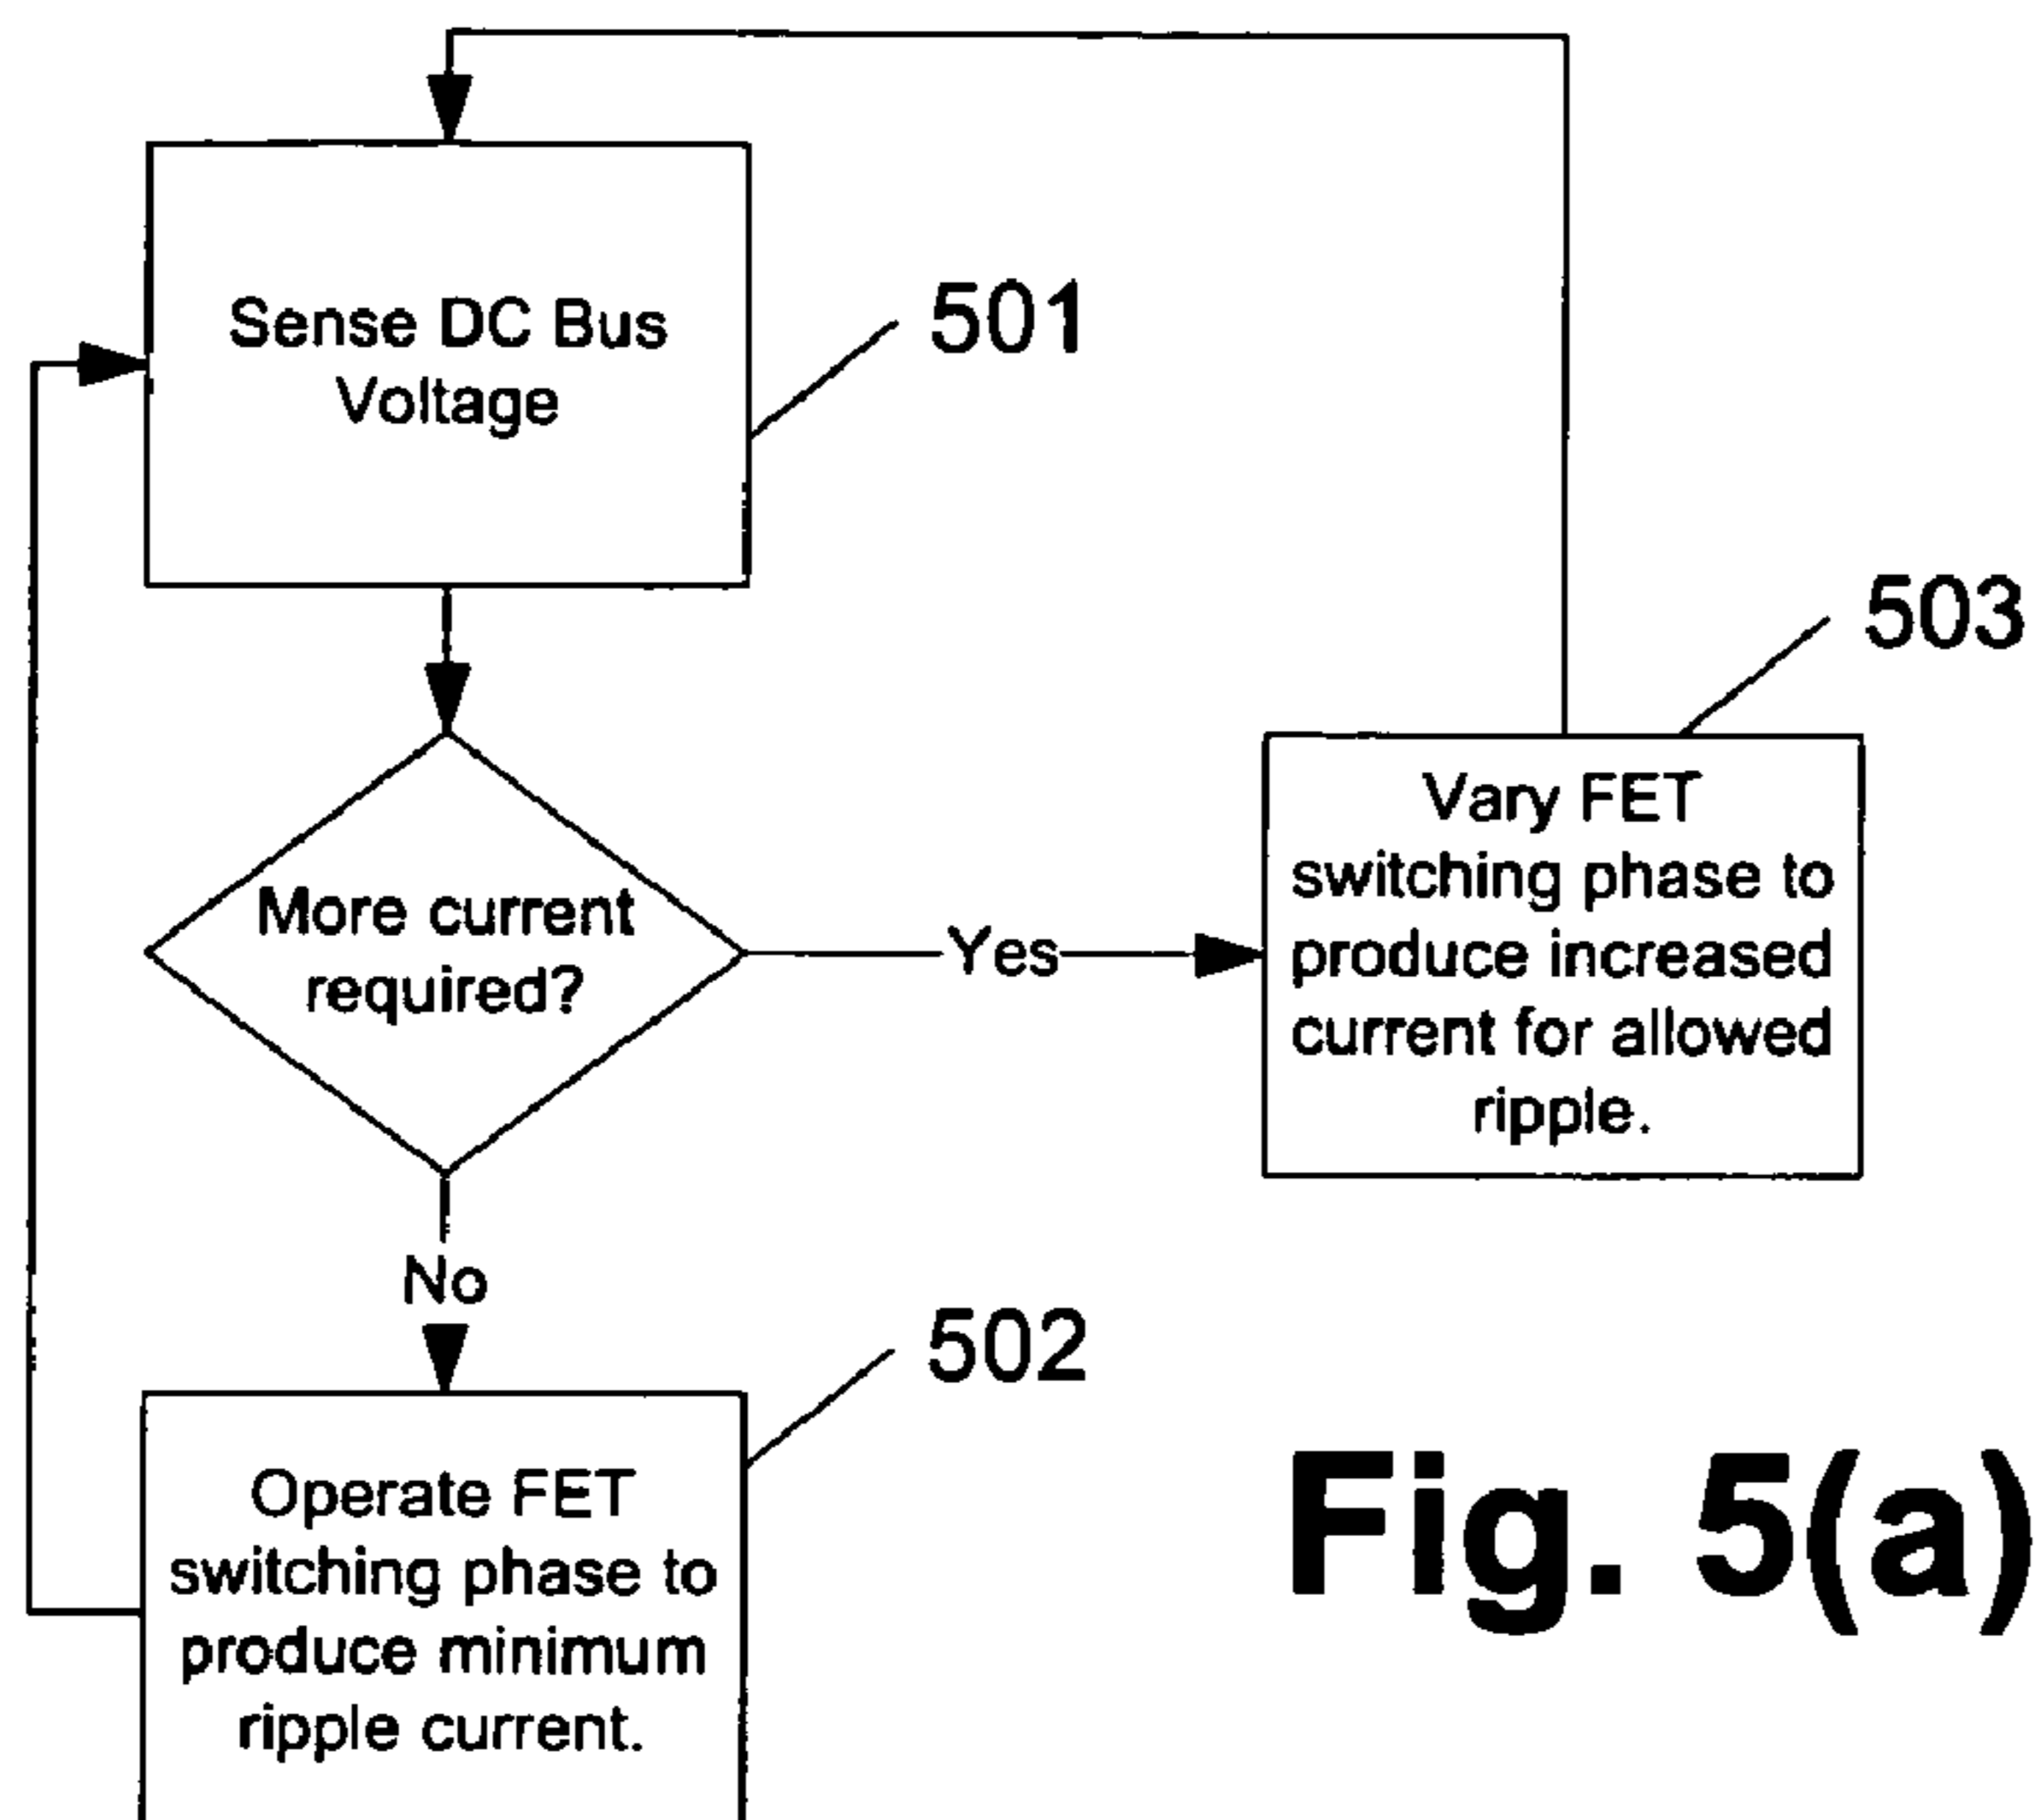 Sense DC Bus
Voltage
501
503
More current
required?
Yes
Vary FET
switching phase to
produce increased
current for allowed
ripple.
No
502
Operate FET
switching phase to
produce minimum
ripple current.
Fig. 5(a)